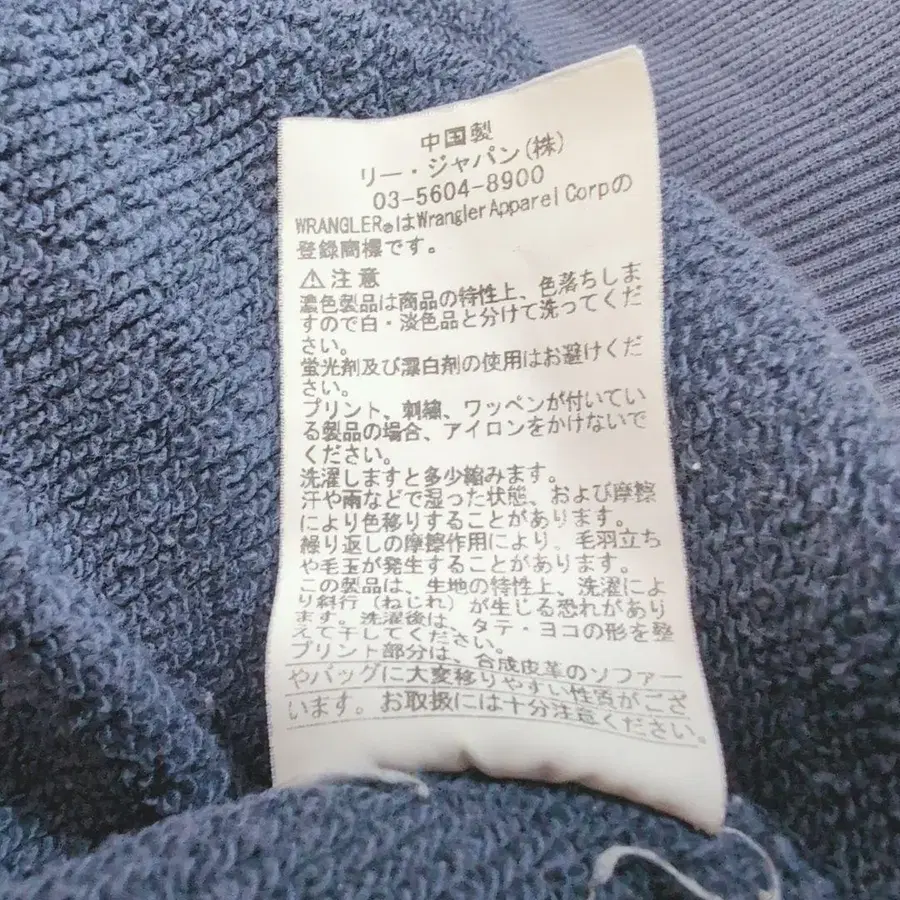 中国製
リー・ジャパン(株)
03-5604-8900
WRANGLER®はWrangler Apparel Corpの
登録商標です。
⚠注意
濃色製品は商品の特性上、色落ちしま
すので白・淡色品と分けて洗ってくだ
さい。
蛍光剤及び漂白剤の使用はお避けくだ
さい。
プリント、刺繍、ワッペンが付いてい
る製品の場合、アイロンをかけないで
ください。
洗濯しますと多少縮みます。
汗や雨などで湿った状態、および摩擦
により色移りすることがあります。
繰り返しの摩擦作用により、毛羽立ち
や毛玉が発生することがあります。
この製品は、生地の特性上、洗濯によ
り斜行(ねじれ)が生じる恐れがあり
ます。洗濯後は、タテ・ヨコの形を整
えて干してください。
プリント部分は、合成皮革のソファー
やバッグに大変移りやすい性質がござ
います。お取扱には十分注意ください。